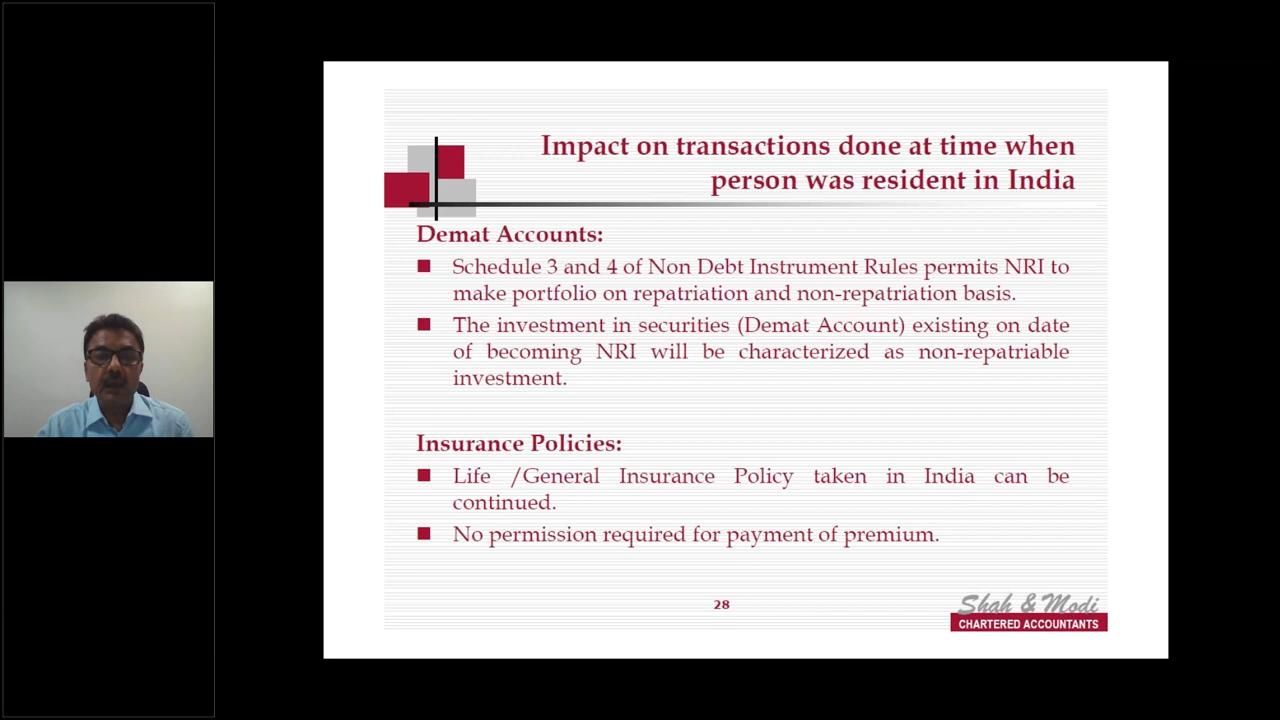 Impact on transactions done at time when
person was resident in India
Demat Accounts:
Schedule 3 and 4 of Non Debt Instrument Rules permits NRI to
make portfolio on repatriation and non-repatriation basis.
The investment in securities (Demat Account) existing on date
of becoming NRI will be characterized as non-repatriable
investment.
Insurance Policies:
Life /General Insurance Policy taken in India can be
continued.
No permission required for payment of premium.
28
Shah & Modi
CHARTERED ACCOUNTANTS